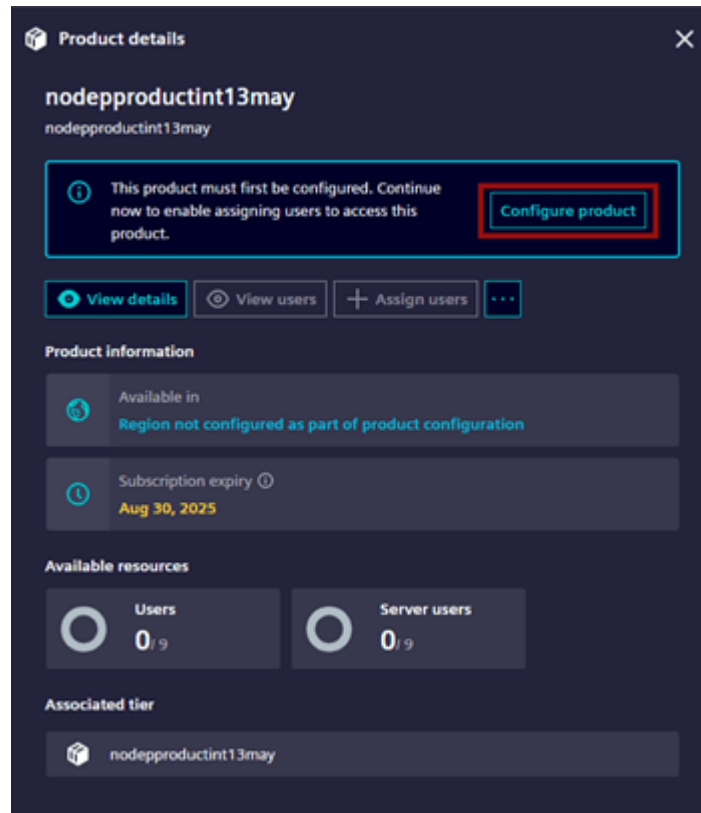 Product details
nodepproductint13may
nodepproductint13may
This product must first be configured. Continue
now to enable assigning users to access this
product.
Configure product
View details
View users
Assign users
Product information
Available in
Region not configured as part of product configuration
Subscription expiry
Aug 30, 2025
Available resources
Users
0/ 9
Server users
0/ 9
Associated tier
nodepproductint13may